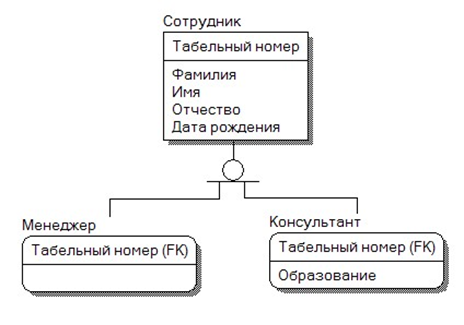 Сотрудник
Табельный номер
Фамилия
Имя
Отчество
Дата рождения
Менеджер
Табельный номер (FK)
Консультант
Табельный номер (FK)
Образование